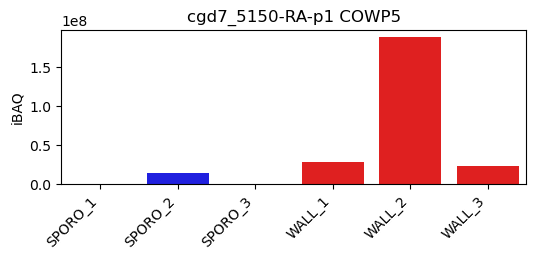 cgd7_5150-RA-p1 COWP5
1e8
iBAQ
1.5
1.0
0.5
0.0
SPORO_1
SPORO_2
SPORO_3
WALL_1
WALL_2
WALL_3